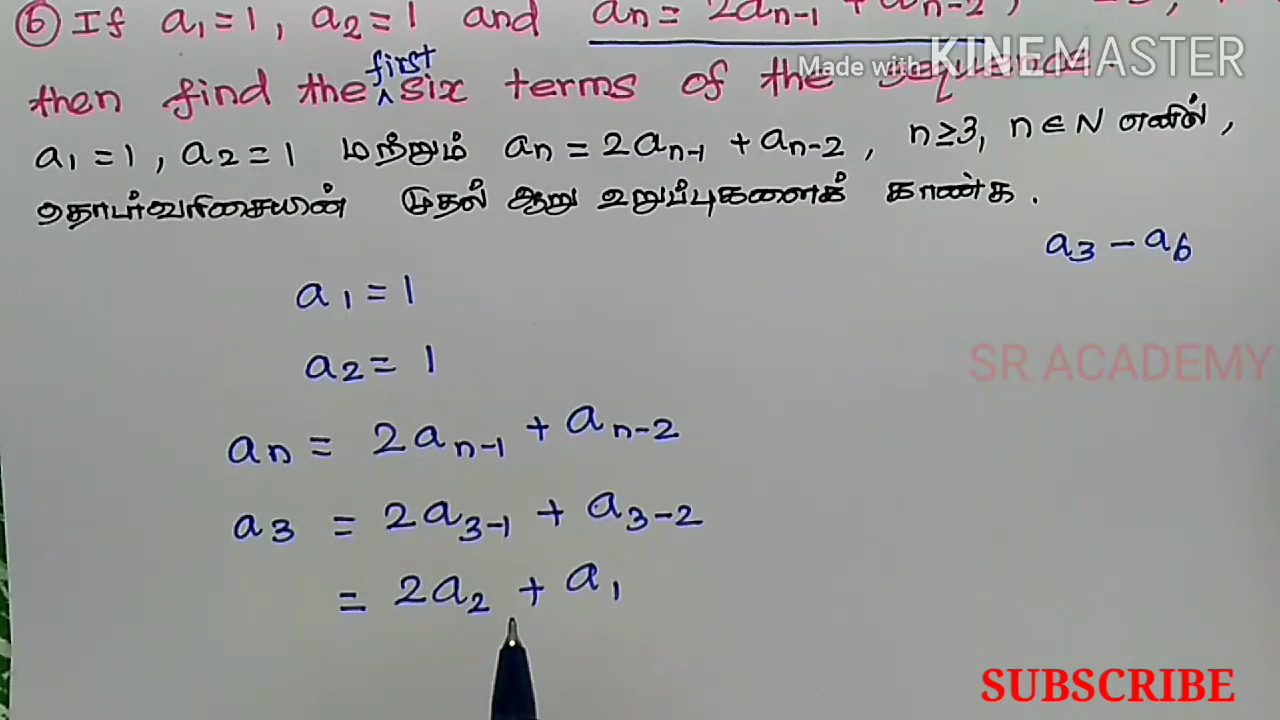 ⑥ If a₁=1, a₂=1 and aₙ= 2aₙ₋₁ + aₙ₋₂,
Made with KINEMASTER
then find the ^first six terms of the sequence.
a₁=1, a₂=1 மற்றும் aₙ = 2aₙ₋₁ + aₙ₋₂, n≥3, n∈N எனில்,
தொடர்வரிசையின் முதல் ஆறு உறுப்புகளைக் காண்க.
a₃ – a₆
a₁ = 1
a₂ = 1
SR ACADEMY
aₙ = 2aₙ₋₁ + aₙ₋₂
a₃ = 2a₃₋₁ + a₃₋₂
= 2a₂ + a₁
SUBSCRIBE